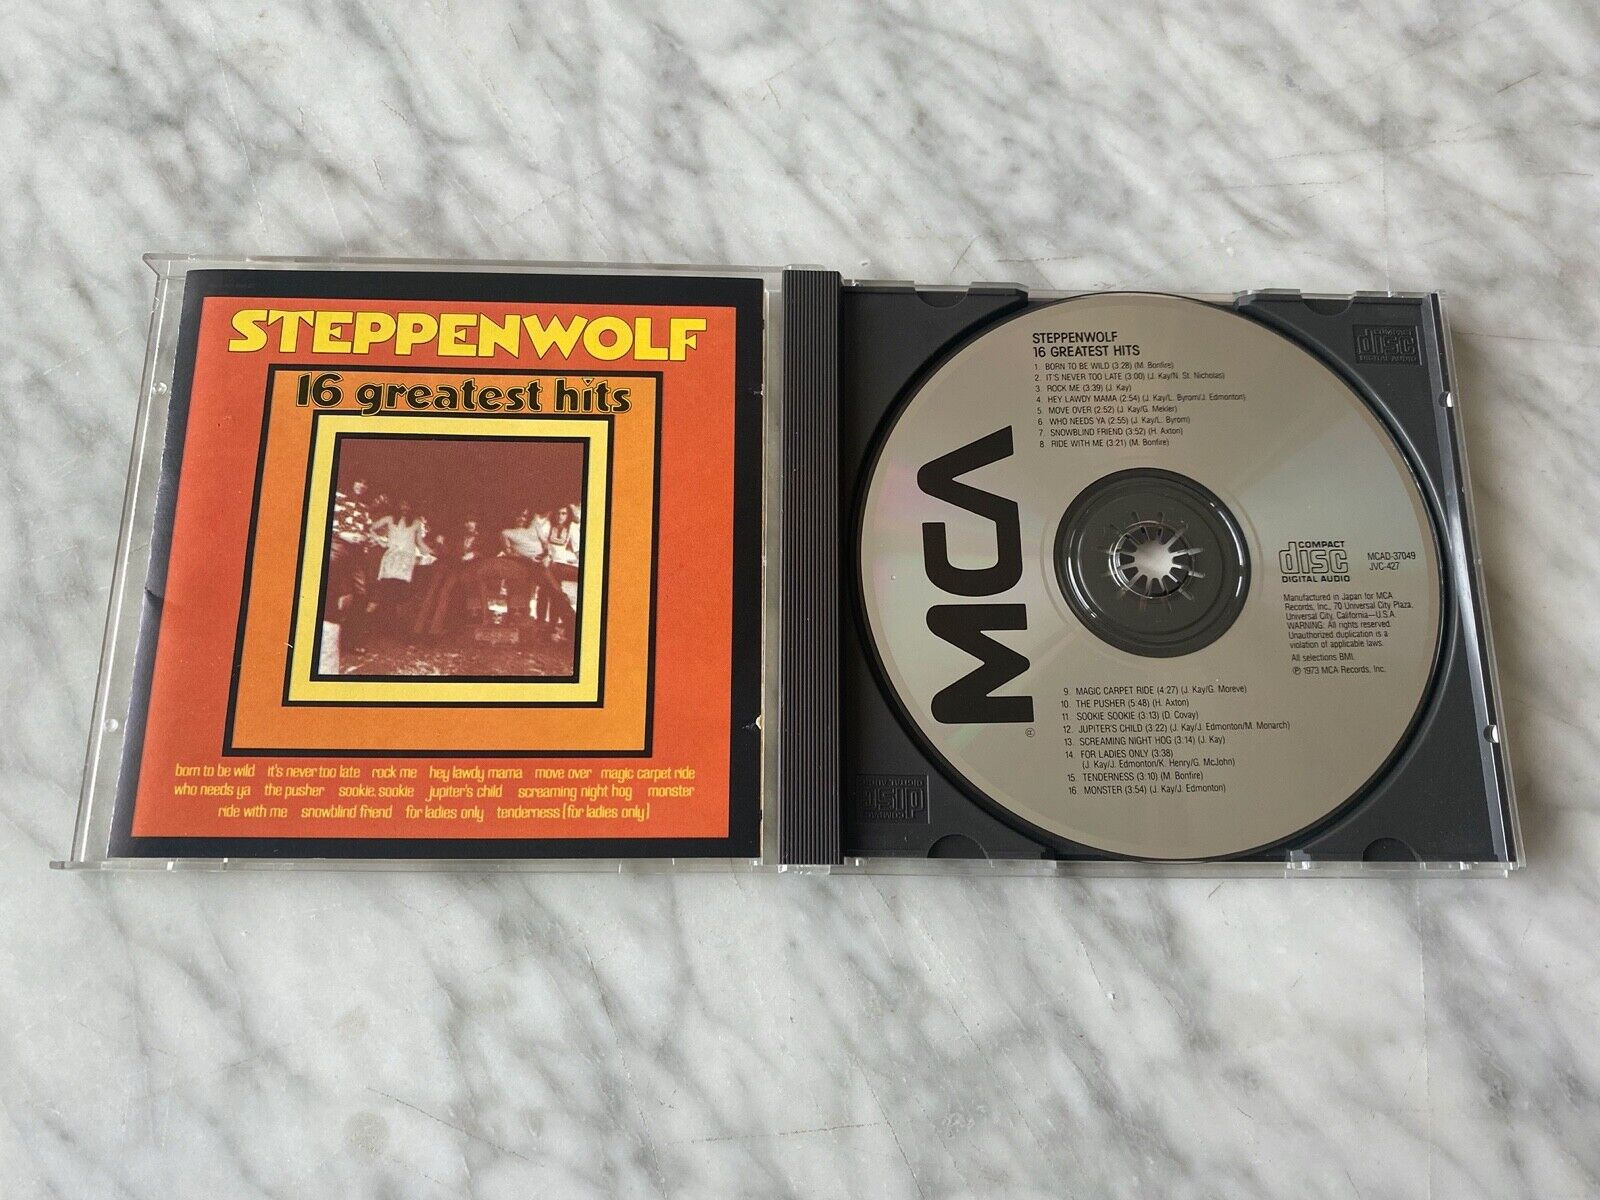 STEPPENWOLF
16 greatest hits
born to be wild it's never too late rock me hey lawdy mama move over magic carpet ride
who needs ya the pusher sookie, sookie jupiter's child screaming night hog monster
ride with me snowblind friend for ladies only tenderness (for ladies only)
STEPPENWOLF
16 GREATEST HITS
1. BORN TO BE WILD (3:28) (M. Bonfire)
2. IT'S NEVER TOO LATE (3:00) (J. Kay/N. St. Nicholas)
3. ROCK ME (3:39) (J. Kay)
4. HEY LAWDY MAMA (2:54) (J. Kay/L. Byrom/J. Edmonton)
5. MOVE OVER (2:52) (J. Kay/G. Mekler)
6. WHO NEEDS YA (2:55) (J. Kay/L. Byrom)
7. SNOWBLIND FRIEND (3:52) (H. Axton)
8. RIDE WITH ME (3:21) (M. Bonfire)
MCA®
COMPACT
disc
DIGITAL AUDIO
MCAD-37049
JVC-427
Manufactured in Japan for MCA
Records, Inc., 70 Universal City Plaza,
Universal City, California—U.S.A.
WARNING: All rights reserved.
Unauthorized duplication is a
violation of applicable laws.
All selections BMI.
℗ 1973 MCA Records, Inc.
9. MAGIC CARPET RIDE (4:27) (J. Kay/G. Moreve)
10. THE PUSHER (5:48) (H. Axton)
11. SOOKIE SOOKIE (3:13) (D. Covay)
12. JUPITER'S CHILD (3:22) (J. Kay/J. Edmonton/M. Monarch)
13. SCREAMING NIGHT HOG (3:14) (J. Kay)
14. FOR LADIES ONLY (3:38)
(J. Kay/J. Edmonton/K. Henry/G. McJohn)
15. TENDERNESS (3:10) (M. Bonfire)
16. MONSTER (3:54) (J. Kay/J. Edmonton)
COMPACT
disc
DIGITAL AUDIO
COMPACT
disc
DIGITAL AUDIO